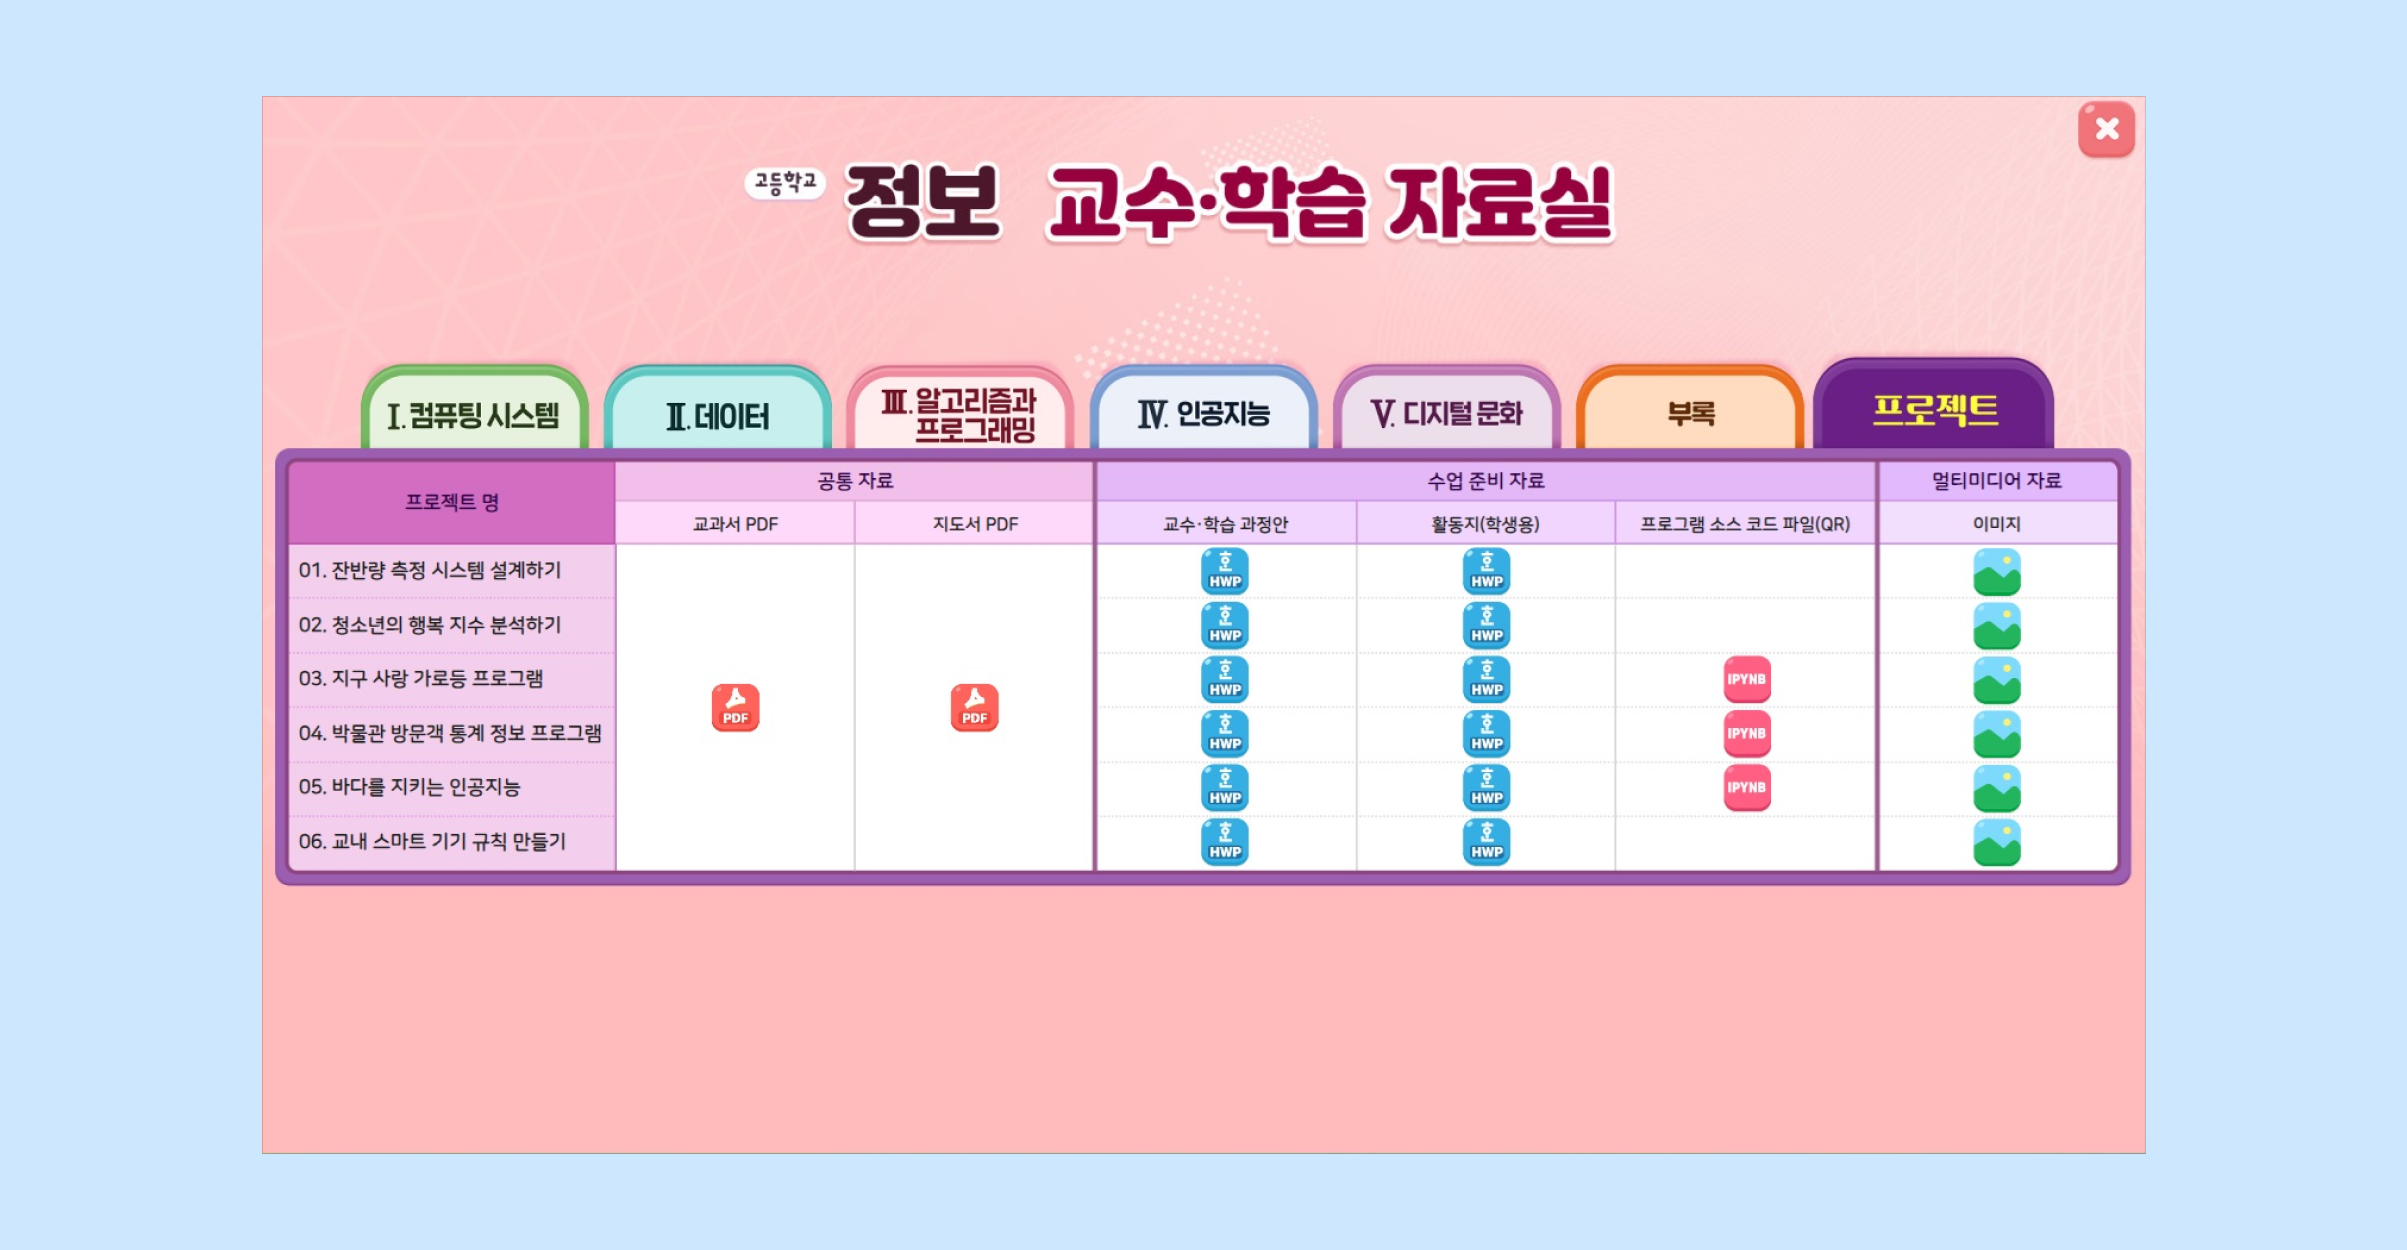 고등학교 정보 교수·학습 자료실
Ⅰ. 컴퓨팅 시스템
Ⅱ. 데이터
Ⅲ. 알고리즘과
프로그래밍
Ⅳ. 인공지능
Ⅴ. 디지털 문화
부록
프로젝트
프로젝트 명
공통 자료
수업 준비 자료
멀티미디어 자료
교과서 PDF
지도서 PDF
교수·학습 과정안
활동지(학생용)
프로그램 소스 코드 파일(QR)
이미지
01. 잔반량 측정 시스템 설계하기
호 HWP
호 HWP
02. 청소년의 행복 지수 분석하기
호 HWP
호 HWP
03. 지구 사랑 가로등 프로그램
호 HWP
호 HWP
IPYNB
PDF
PDF
04. 박물관 방문객 통계 정보 프로그램
호 HWP
호 HWP
IPYNB
05. 바다를 지키는 인공지능
호 HWP
호 HWP
IPYNB
06. 교내 스마트 기기 규칙 만들기
호 HWP
호 HWP